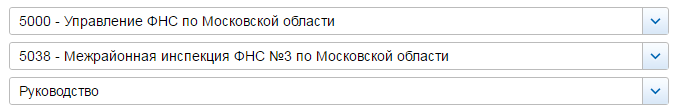 5000 - Управление ФНС по Московской области
5038 - Межрайонная инспекция ФНС №3 по Московской области
Руководство